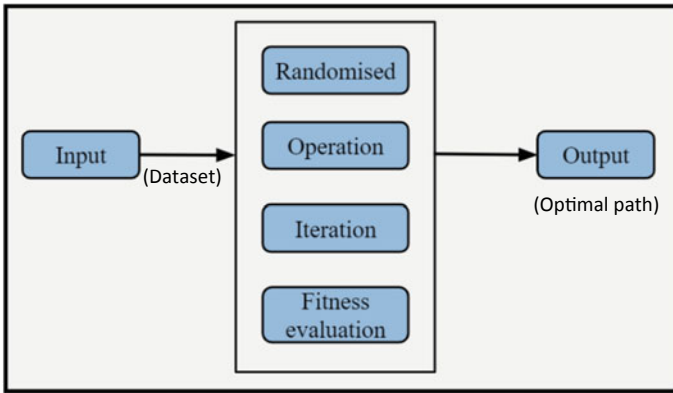 Randomised
Input
(Dataset)
Operation
Iteration
Fitness
evaluation
Output
(Optimal path)